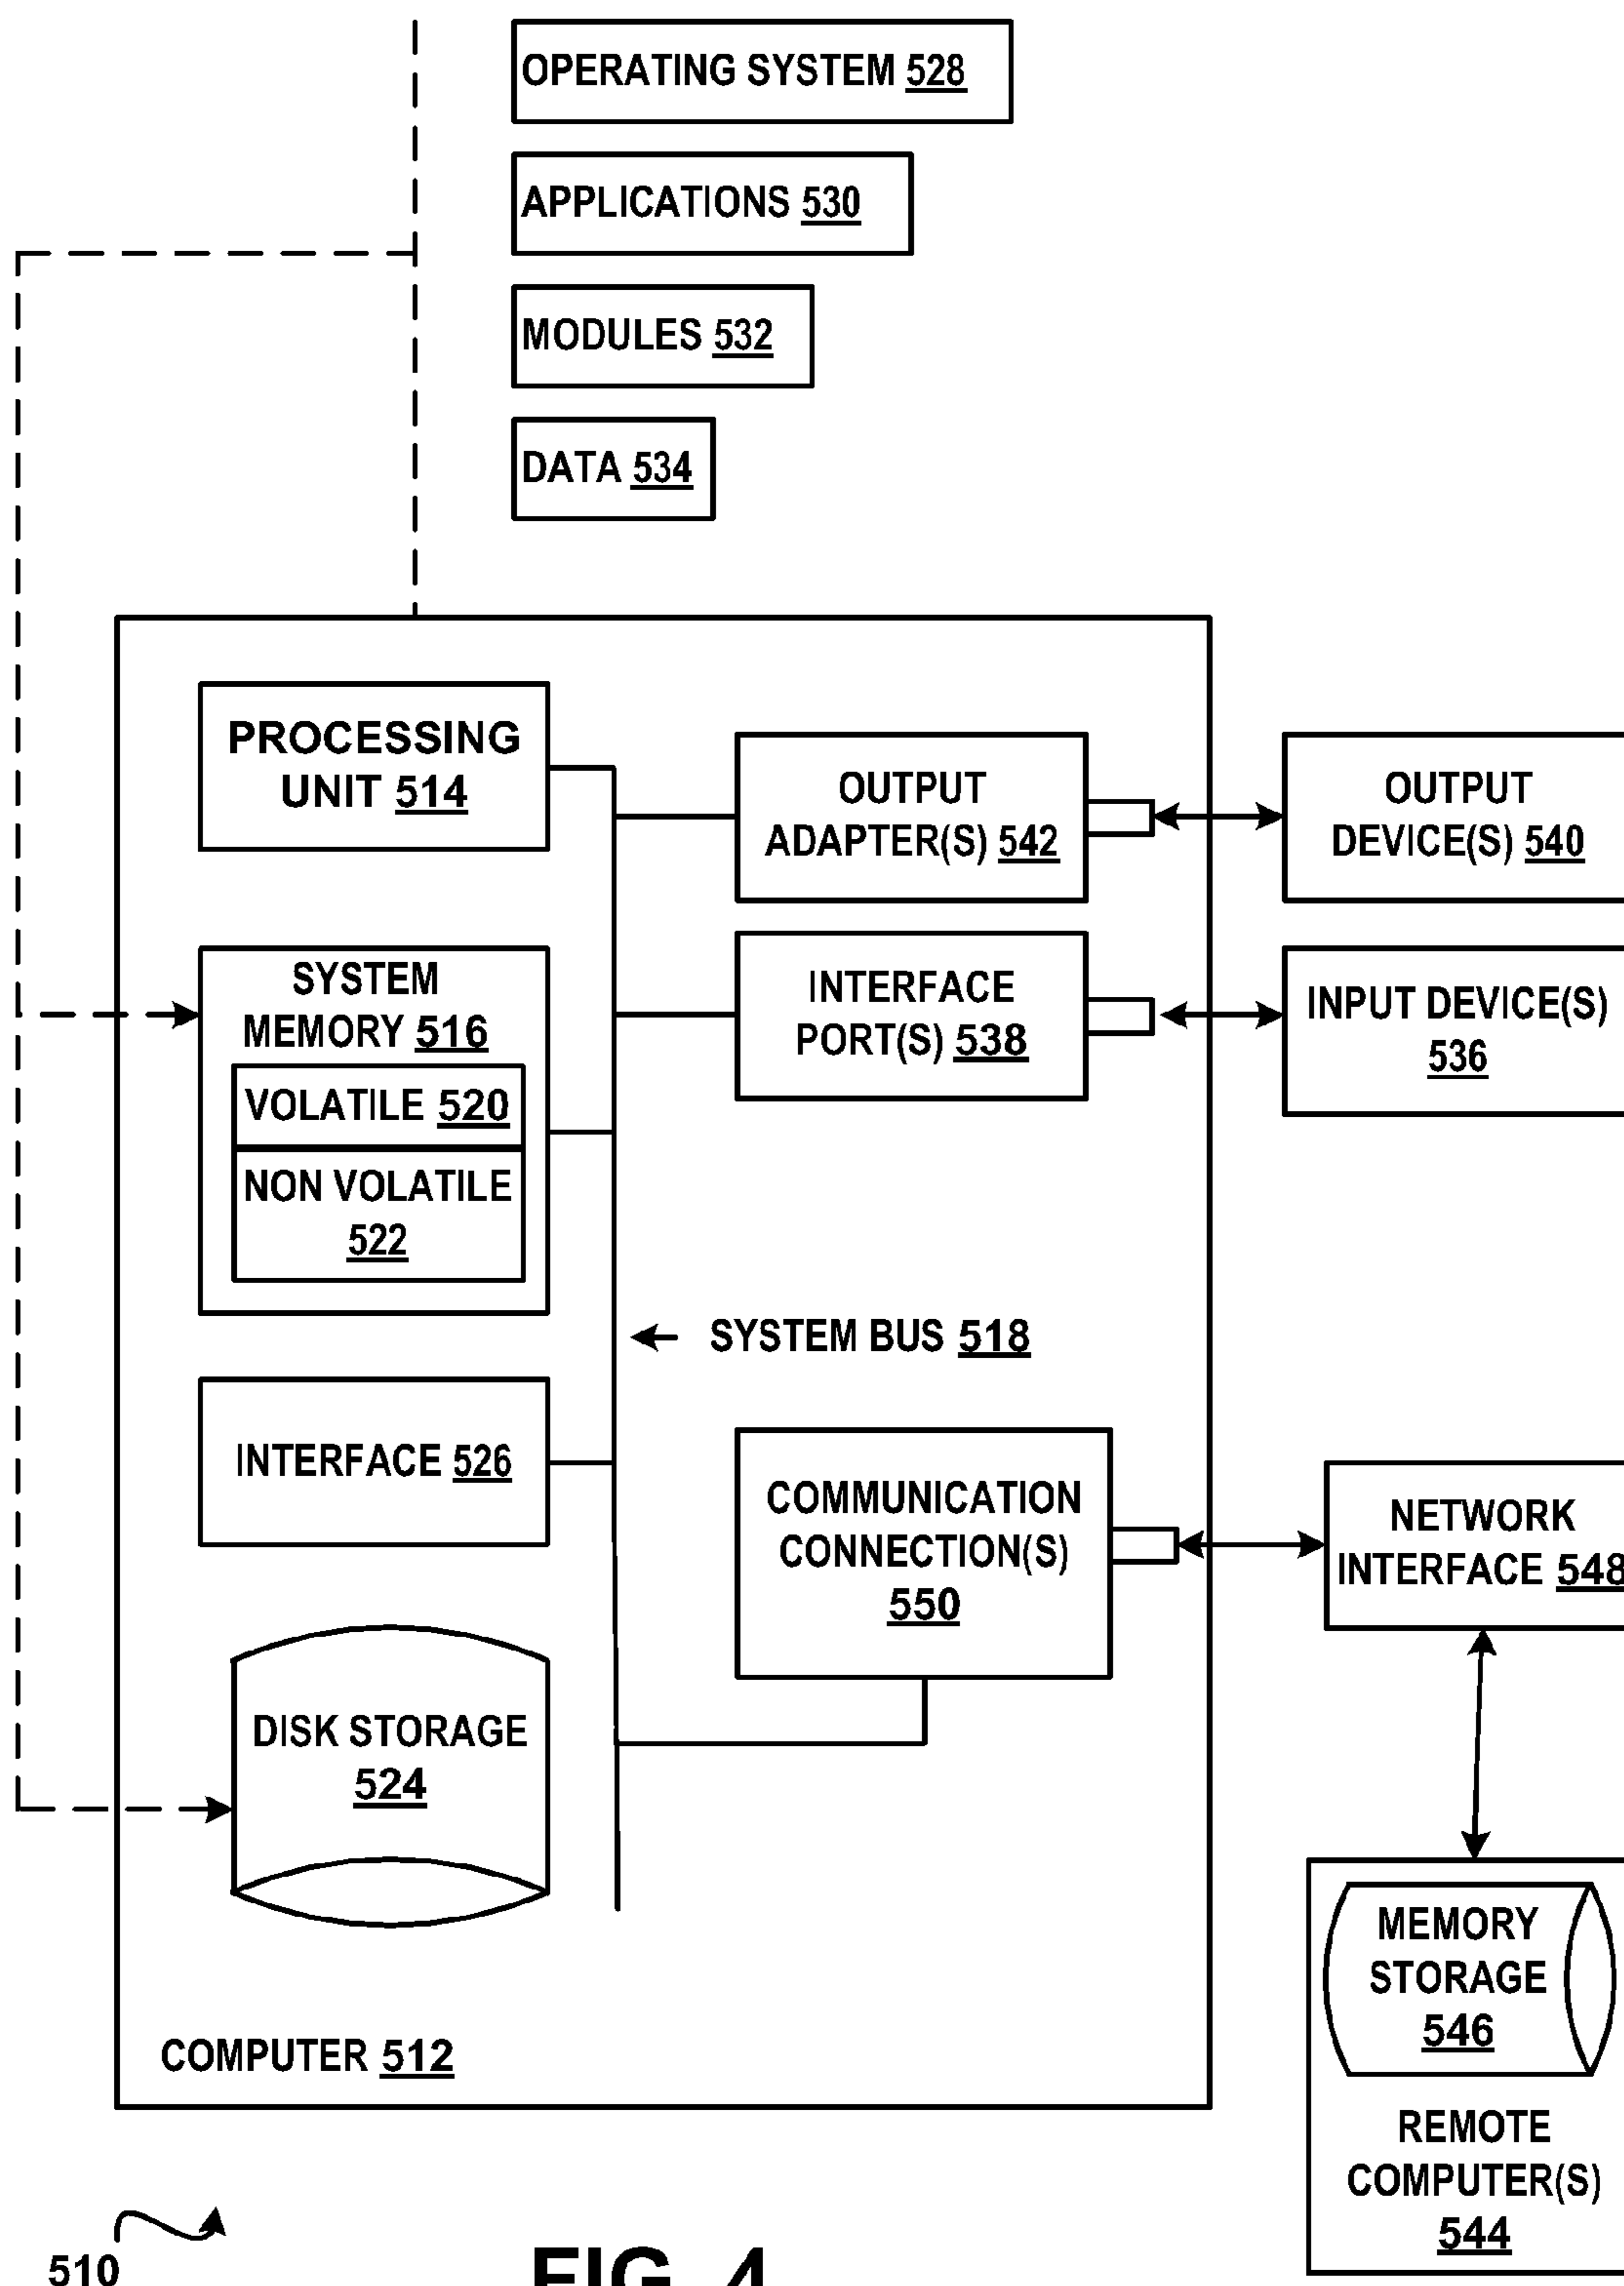 OPERATING SYSTEM 528
APPLICATIONS 530
MODULES 532
DATA 534
PROCESSING
UNIT 514
OUTPUT
ADAPTER(S) 542
OUTPUT
DEVICE(S) 540
SYSTEM
MEMORY 516
VOLATILE 520
NON VOLATILE
522
INTERFACE
PORT(S) 538
INPUT DEVICE(S)
536
SYSTEM BUS 518
INTERFACE 526
COMMUNICATION
CONNECTION(S)
550
NETWORK
INTERFACE 548
DISK STORAGE
524
MEMORY
STORAGE
546
REMOTE
COMPUTER(S)
544
COMPUTER 512
510
FIG. 4